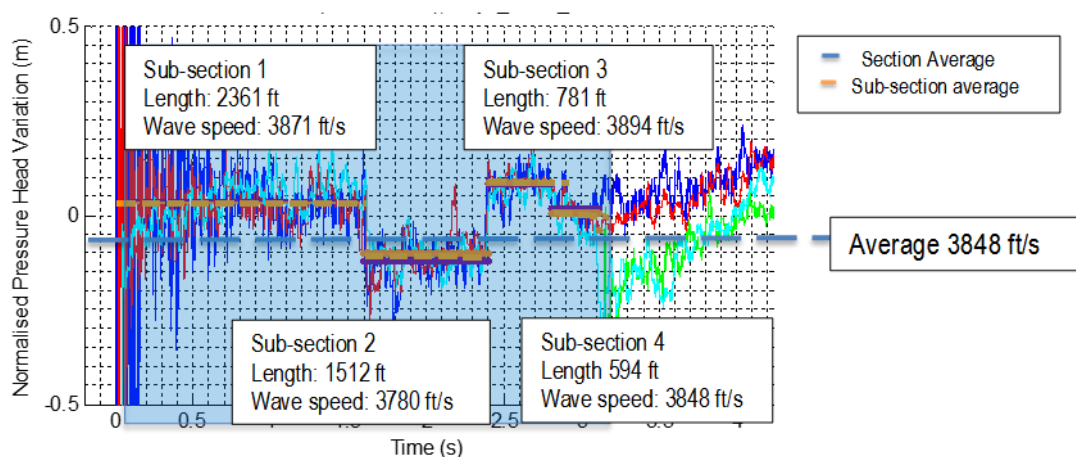 0.5
Normalised Pressure Head Variation (m)
0
-0.5
Sub-section 1
Length: 2361 ft
Wave speed: 3871 ft/s
Sub-section 3
Length: 781 ft
Wave speed: 3894 ft/s
Section Average
Sub-section average
Average 3848 ft/s
Sub-section 2
Length: 1512 ft
Wave speed: 3780 ft/s
Sub-section 4
Length 594 ft
Wave speed: 3848 ft/s
0
0.5
4
Time (s)